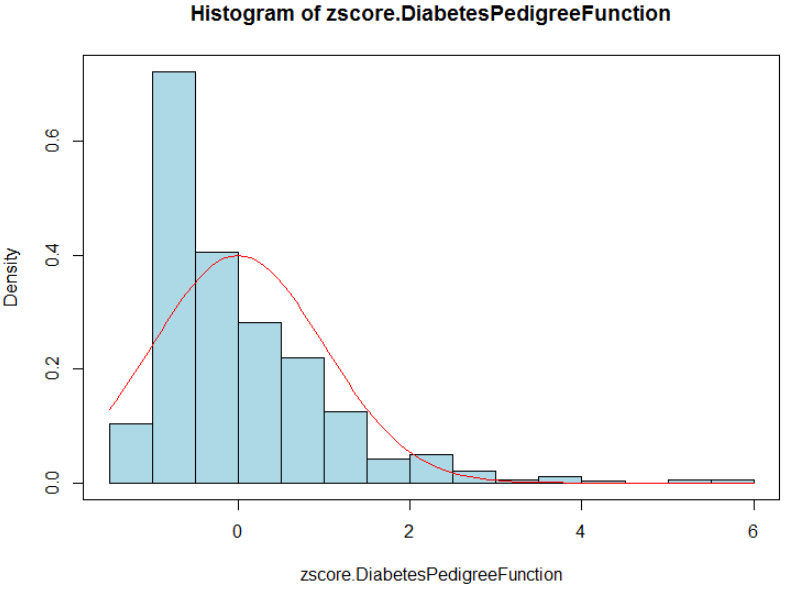 Histogram of zscore.DiabetesPedigreeFunction
Density
0.6
0.4
0.2
0.0
0 2 4 6
zscore.DiabetesPedigreeFunction